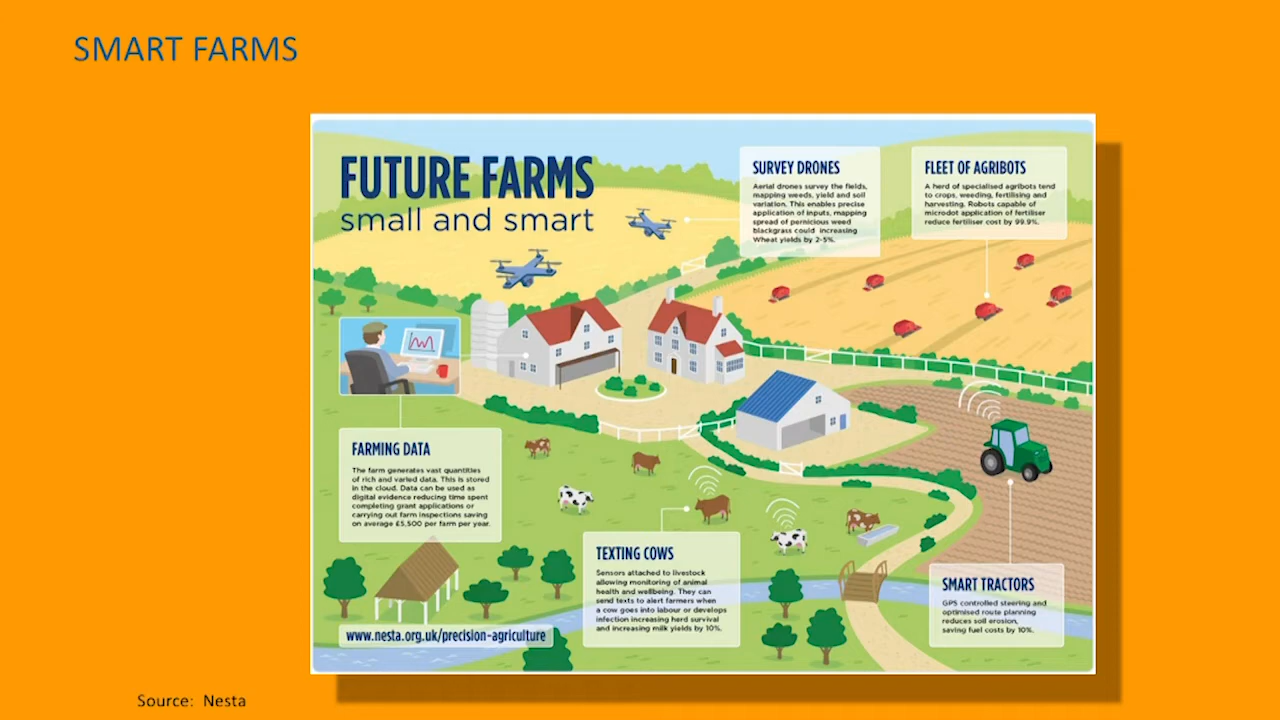 SMART FARMS
FUTURE FARMS
small and smart
SURVEY DRONES
Aerial drones survey the fields,
mapping weeds, yield and soil
variation. This enables precise
application of inputs, mapping
spread of pernicious weed
blackgrass could increasing
Wheat yields by 2-5%.
FLEET OF AGRIBOTS
A herd of specialised agribots tend
to crops, weeding, fertilising and
harvesting. Robots capable of
microdot application of fertiliser
reduce fertiliser cost by 99.9%.
FARMING DATA
The farm generates vast quantities
of rich and varied data. This is stored
in the cloud. Data can be used as
digital evidence reducing time spent
completing grant applications or
carrying out farm inspections saving
on average £5,500 per farm per year.
TEXTING COWS
Sensors attached to livestock
allowing monitoring of animal
health and wellbeing. They can
send texts to alert farmers when
a cow goes into labour or develops
infection increasing herd survival
and increasing milk yields by 10%.
SMART TRACTORS
GPS controlled steering and
optimised route planning
reduces soil erosion,
saving fuel costs by 10%.
www.nesta.org.uk/precision-agriculture
Source: Nesta